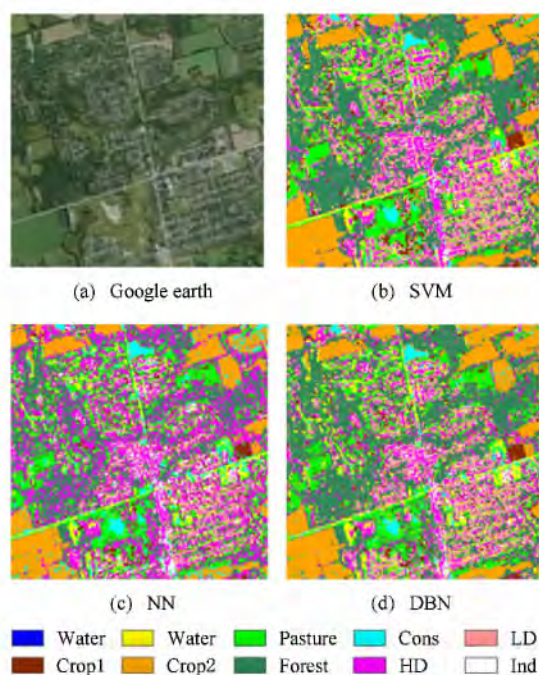 (a) Google earth
(b) SVM
(c) NN
(d) DBN
Water Water Pasture Cons LD
Crop1 Crop2 Forest HD Ind